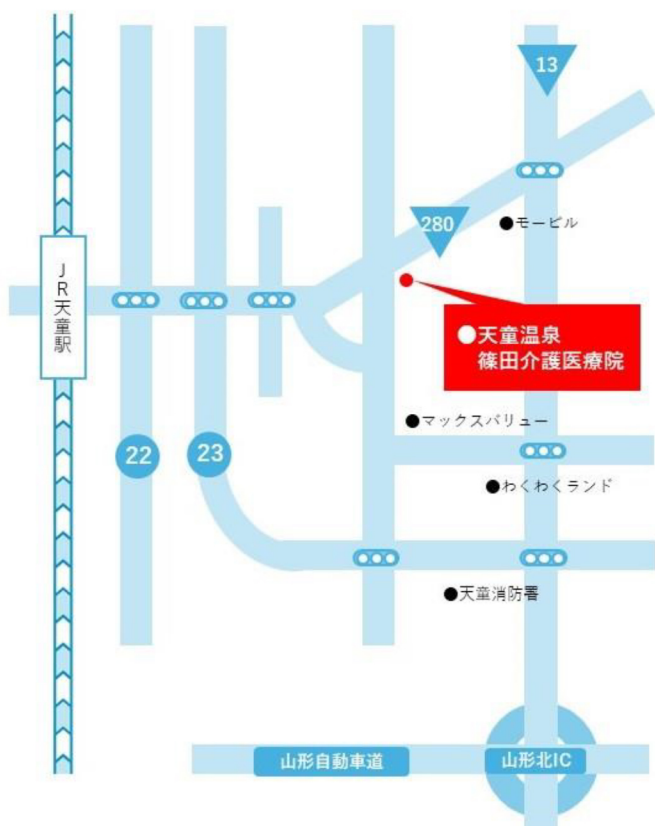 13
280
●モービル
JR天童駅
●天童温泉
篠田介護医療院
●マックスバリュー
22
23
●わくわくランド
●天童消防署
山形自動車道
山形北IC